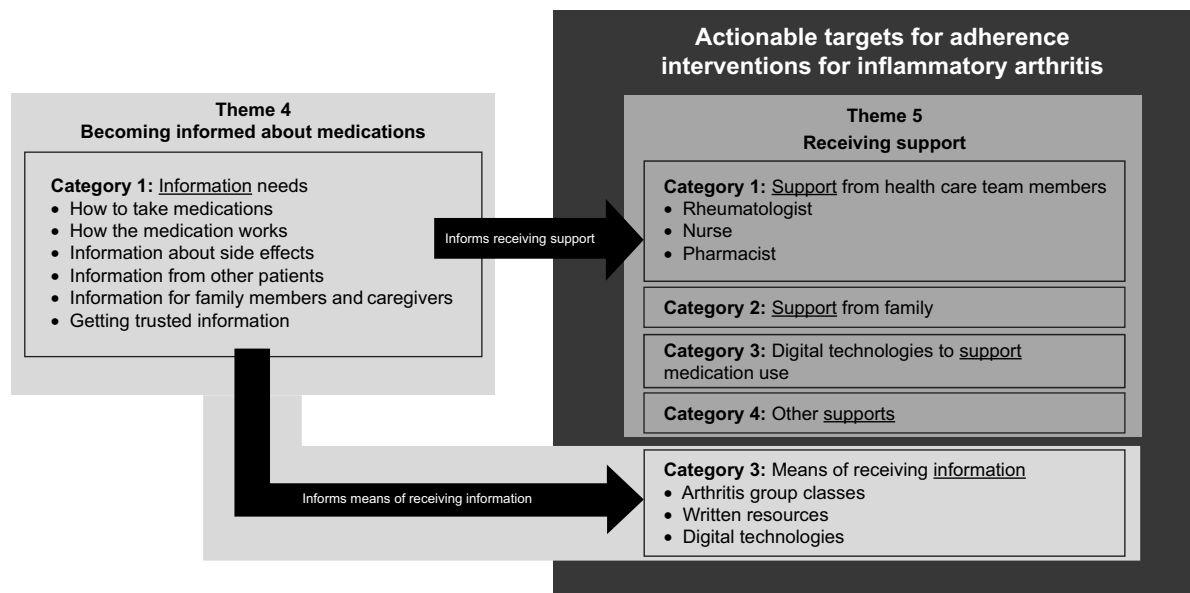 Actionable targets for adherence
interventions for inflammatory arthritis
Theme 4
Becoming informed about medications
Category 1: Information needs
• How to take medications
• How the medication works
• Information about side effects
• Information from other patients
• Information for family members and caregivers
• Getting trusted information
Informs receiving support
Theme 5
Receiving support
Category 1: Support from health care team members
• Rheumatologist
• Nurse
• Pharmacist
Category 2: Support from family
Category 3: Digital technologies to support
medication use
Category 4: Other supports
Informs means of receiving information
Category 3: Means of receiving information
• Arthritis group classes
• Written resources
• Digital technologies